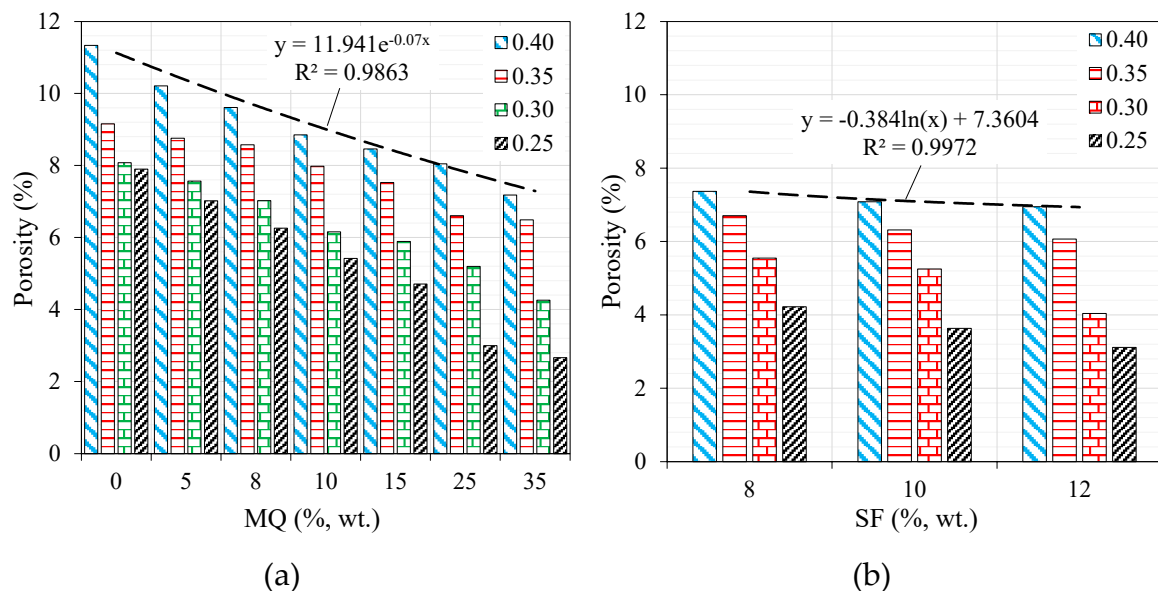 12
10
8
6
4
2
0
Porosity (%)
y = 11.941e^-0.07x
R² = 0.9863
0.40
0.35
0.30
0.25
0 5 8 10 15 25 35
MQ (%, wt.)
(a)
12
10
8
6
4
2
0
Porosity (%)
y = -0.384ln(x) + 7.3604
R² = 0.9972
0.40
0.35
0.30
0.25
8 10 12
SF (%, wt.)
(b)